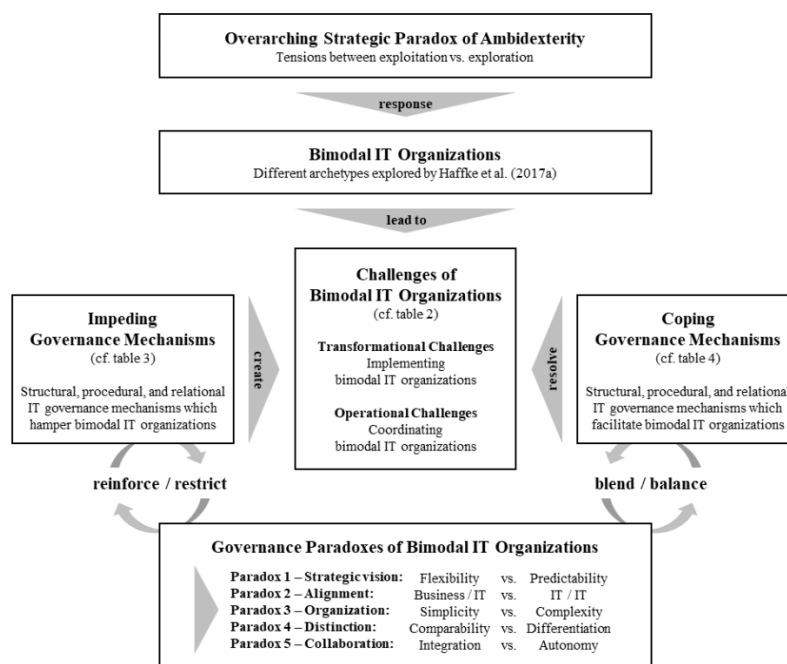 Overarching Strategic Paradox of Ambidexterity
Tensions between exploitation vs. exploration
response
Bimodal IT Organizations
Different archetypes explored by Haffke et al. (2017a)
lead to
Impeding
Governance Mechanisms
(cf. table 3)
Structural, procedural, and relational
IT governance mechanisms which
hamper bimodal IT organizations
create
Challenges of
Bimodal IT Organizations
(cf. table 2)
Transformational Challenges
Implementing
bimodal IT organizations
Operational Challenges
Coordinating
bimodal IT organizations
resolve
Coping
Governance Mechanisms
(cf. table 4)
Structural, procedural, and relational
IT governance mechanisms which
facilitate bimodal IT organizations
reinforce / restrict
blend / balance
Governance Paradoxes of Bimodal IT Organizations
Paradox 1 – Strategic vision: Flexibility vs. Predictability
Paradox 2 – Alignment: Business / IT vs. IT / IT
Paradox 3 – Organization: Simplicity vs. Complexity
Paradox 4 – Distinction: Comparability vs. Differentiation
Paradox 5 – Collaboration: Integration vs. Autonomy